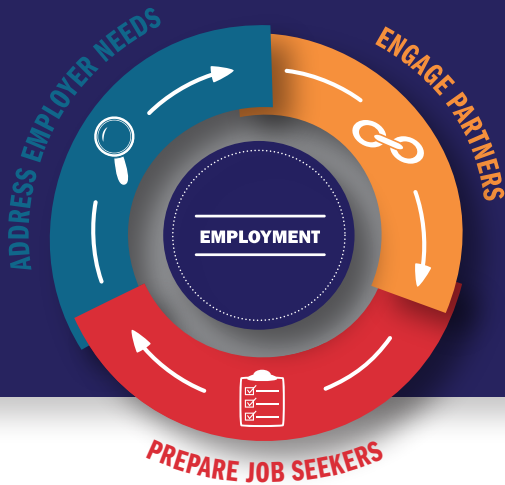 ADDRESS EMPLOYER NEEDS
ENGAGE PARTNERS
EMPLOYMENT
PREPARE JOB SEEKERS